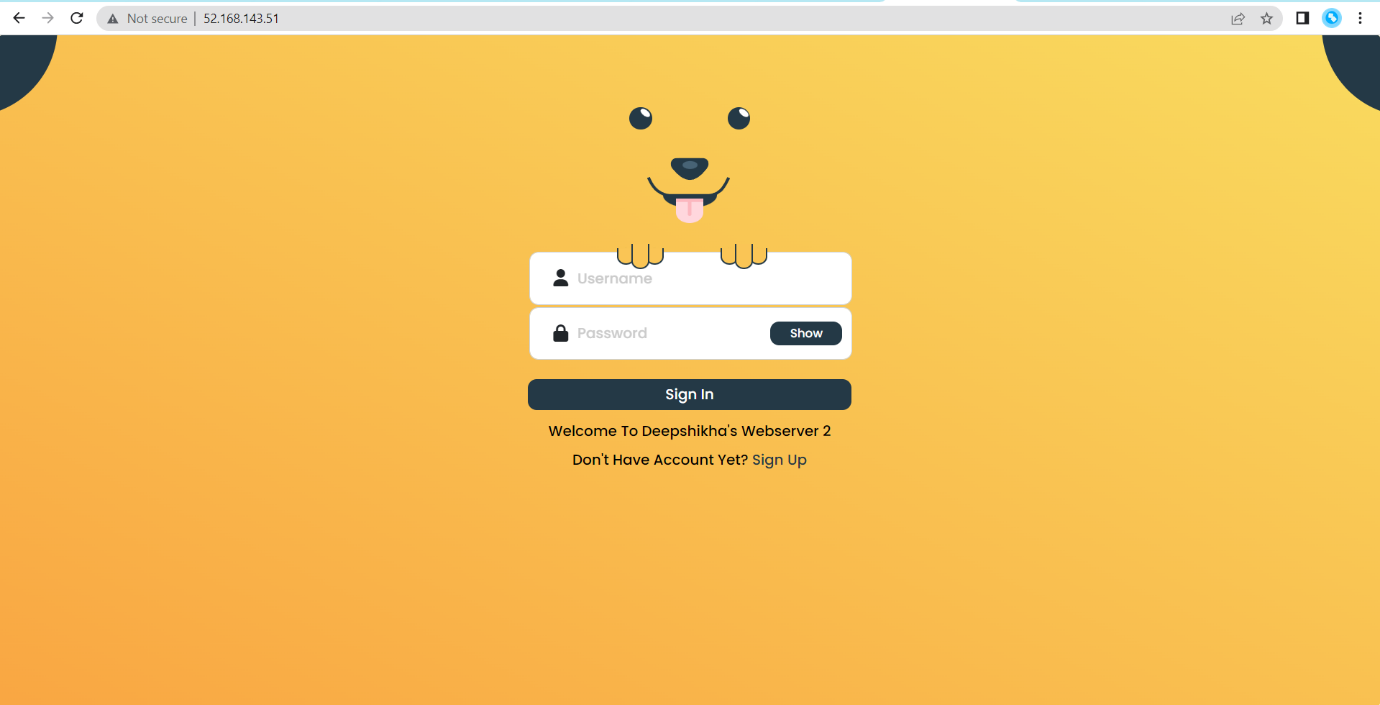 Not secure | 52.168.143.51
Username
Password
Show
Sign In
Welcome To Deepshikha's Webserver 2
Don't Have Account Yet? Sign Up